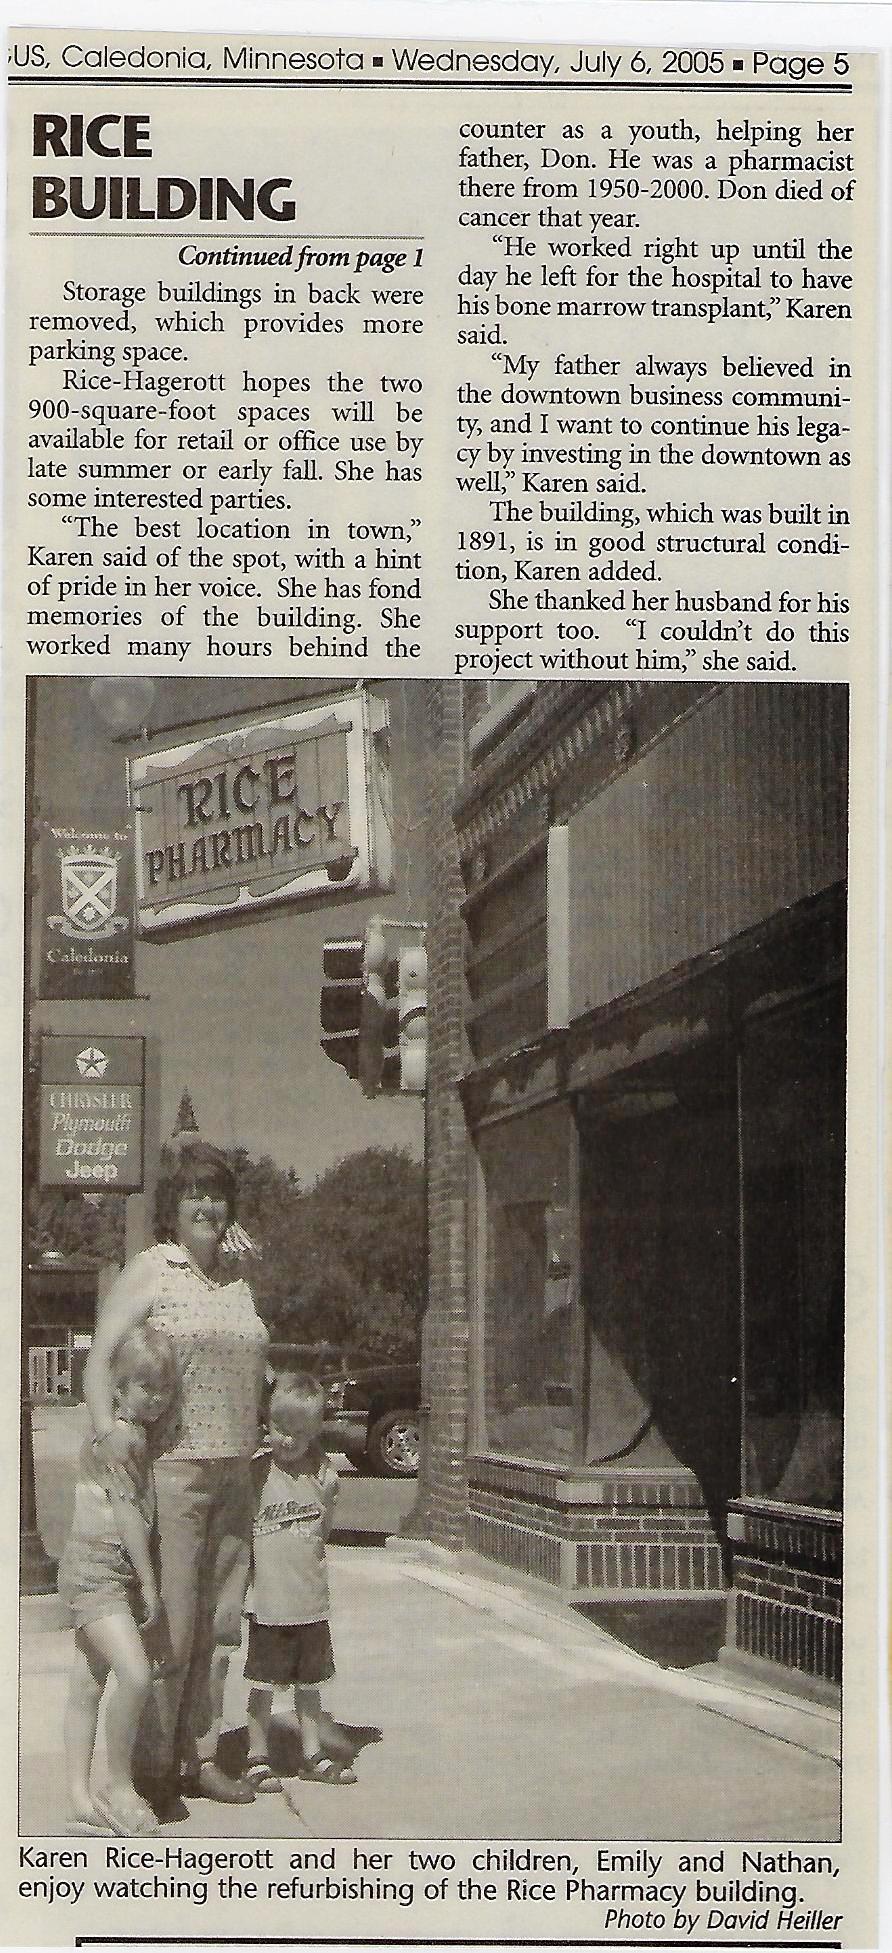 US, Caledonia, Minnesota ▪ Wednesday, July 6, 2005 ▪ Page 5
RICE
BUILDING
Continued from page 1
Storage buildings in back were
removed, which provides more
parking space.
Rice-Hagerott hopes the two
900-square-foot spaces will be
available for retail or office use by
late summer or early fall. She has
some interested parties.
“The best location in town,”
Karen said of the spot, with a hint
of pride in her voice. She has fond
memories of the building. She
worked many hours behind the
counter as a youth, helping her
father, Don. He was a pharmacist
there from 1950-2000. Don died of
cancer that year.
“He worked right up until the
day he left for the hospital to have
his bone marrow transplant,” Karen
said.
“My father always believed in
the downtown business communi-
ty, and I want to continue his lega-
cy by investing in the downtown as
well,” Karen said.
The building, which was built in
1891, is in good structural condi-
tion, Karen added.
She thanked her husband for his
support too. “I couldn’t do this
project without him,” she said.
RICE
PHARMACY
Welcome to
Caledonia
CHRYSLER
Plymouth
Dodge
Jeep
All-Stars
Karen Rice-Hagerott and her two children, Emily and Nathan,
enjoy watching the refurbishing of the Rice Pharmacy building.
Photo by David Heiller